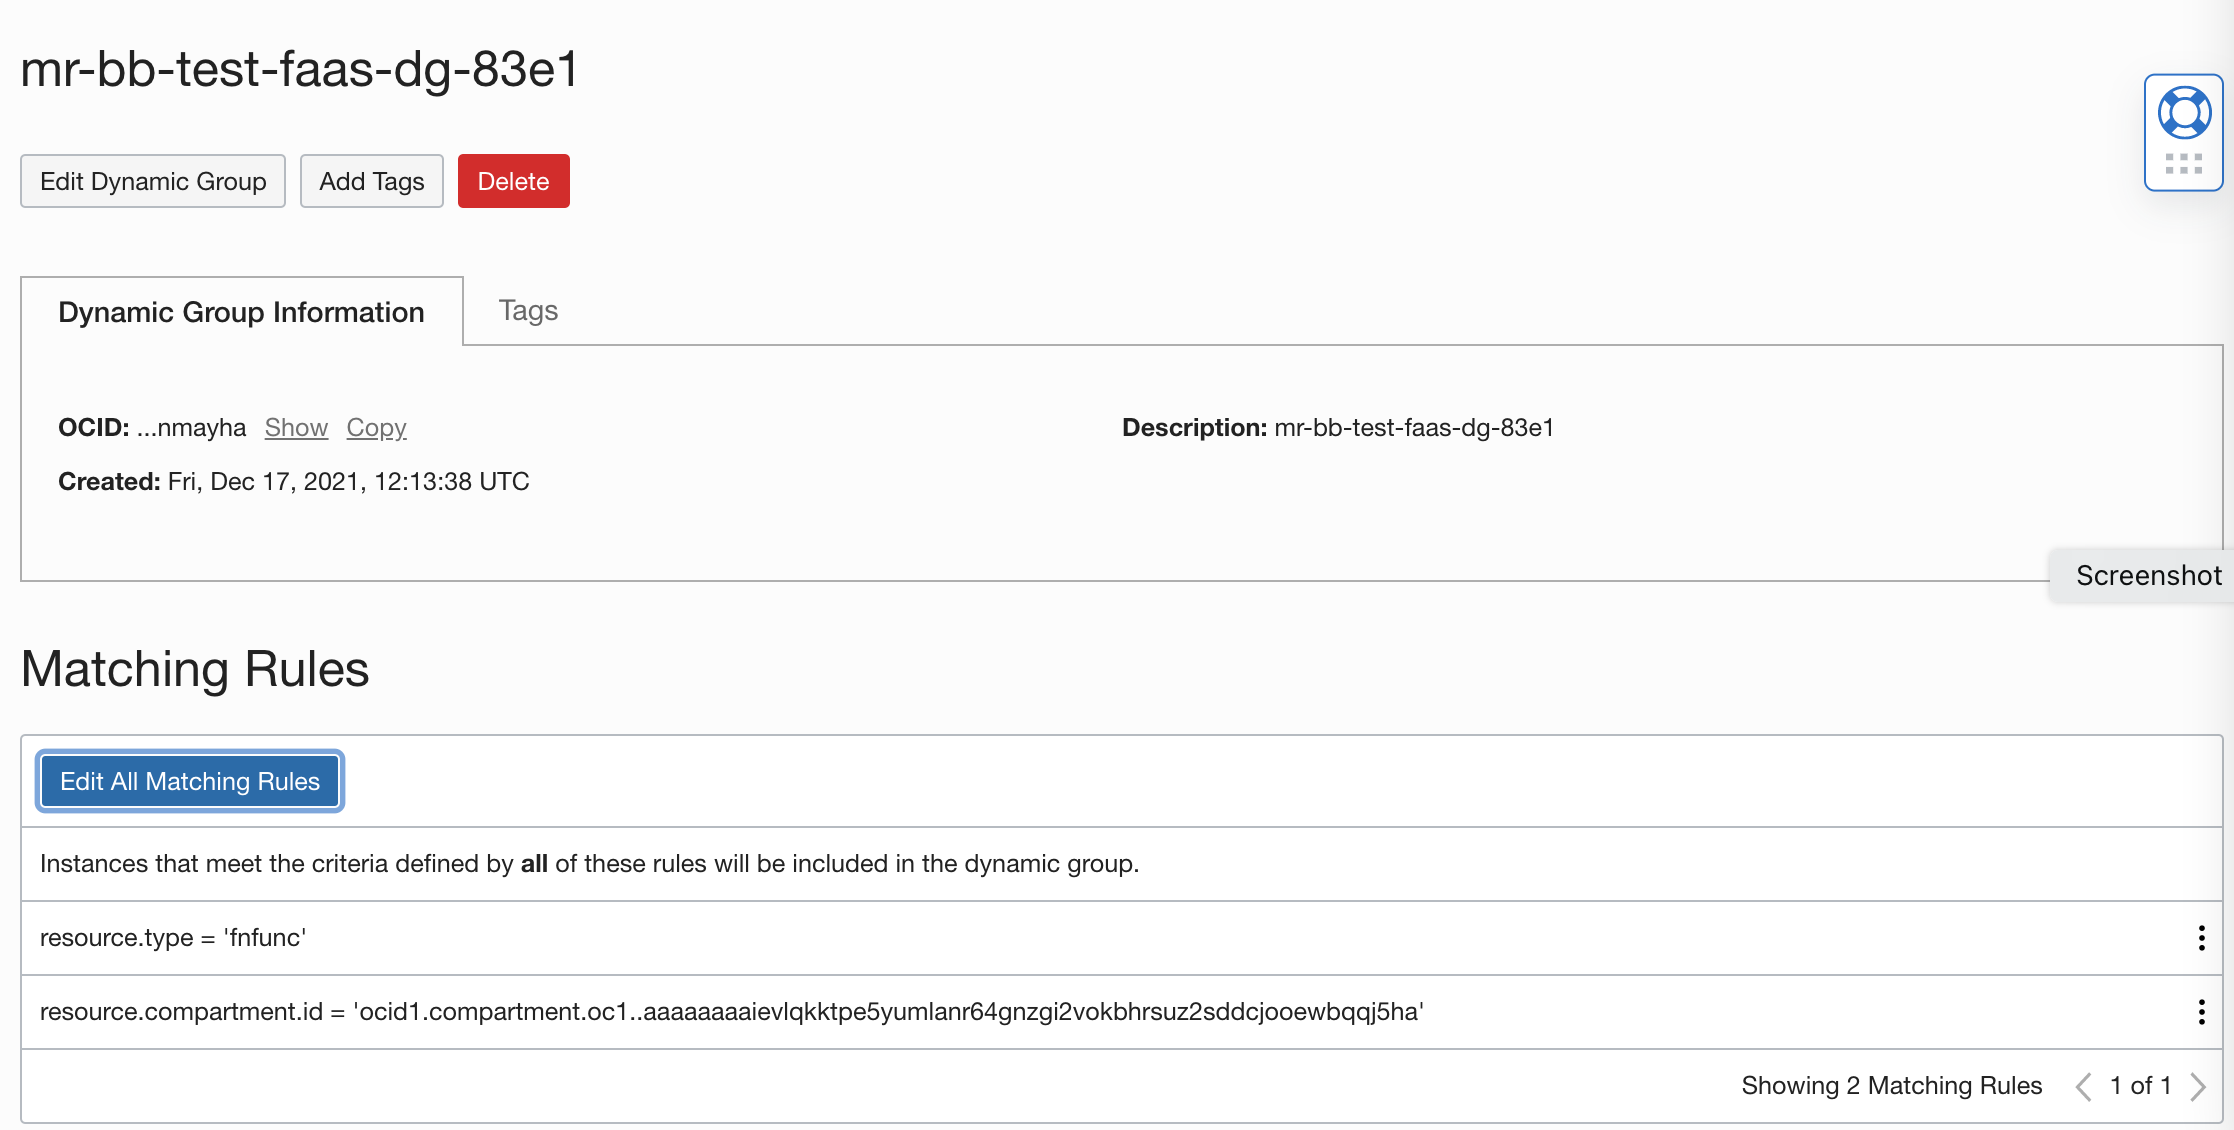 mr-bb-test-faas-dg-83e1
Edit Dynamic Group Add Tags Delete
Dynamic Group Information Tags
OCID: ...nmayha Show Copy Description: mr-bb-test-faas-dg-83e1
Created: Fri, Dec 17, 2021, 12:13:38 UTC
Screenshot
Matching Rules
Edit All Matching Rules
Instances that meet the criteria defined by all of these rules will be included in the dynamic group.
resource.type = 'fnfunc'
resource.compartment.id = 'ocid1.compartment.oc1..aaaaaaaaievlqkktpe5yumlanr64gnzgi2vokbhrsuz2sddcjooewbqqj5ha'
Showing 2 Matching Rules 1 of 1